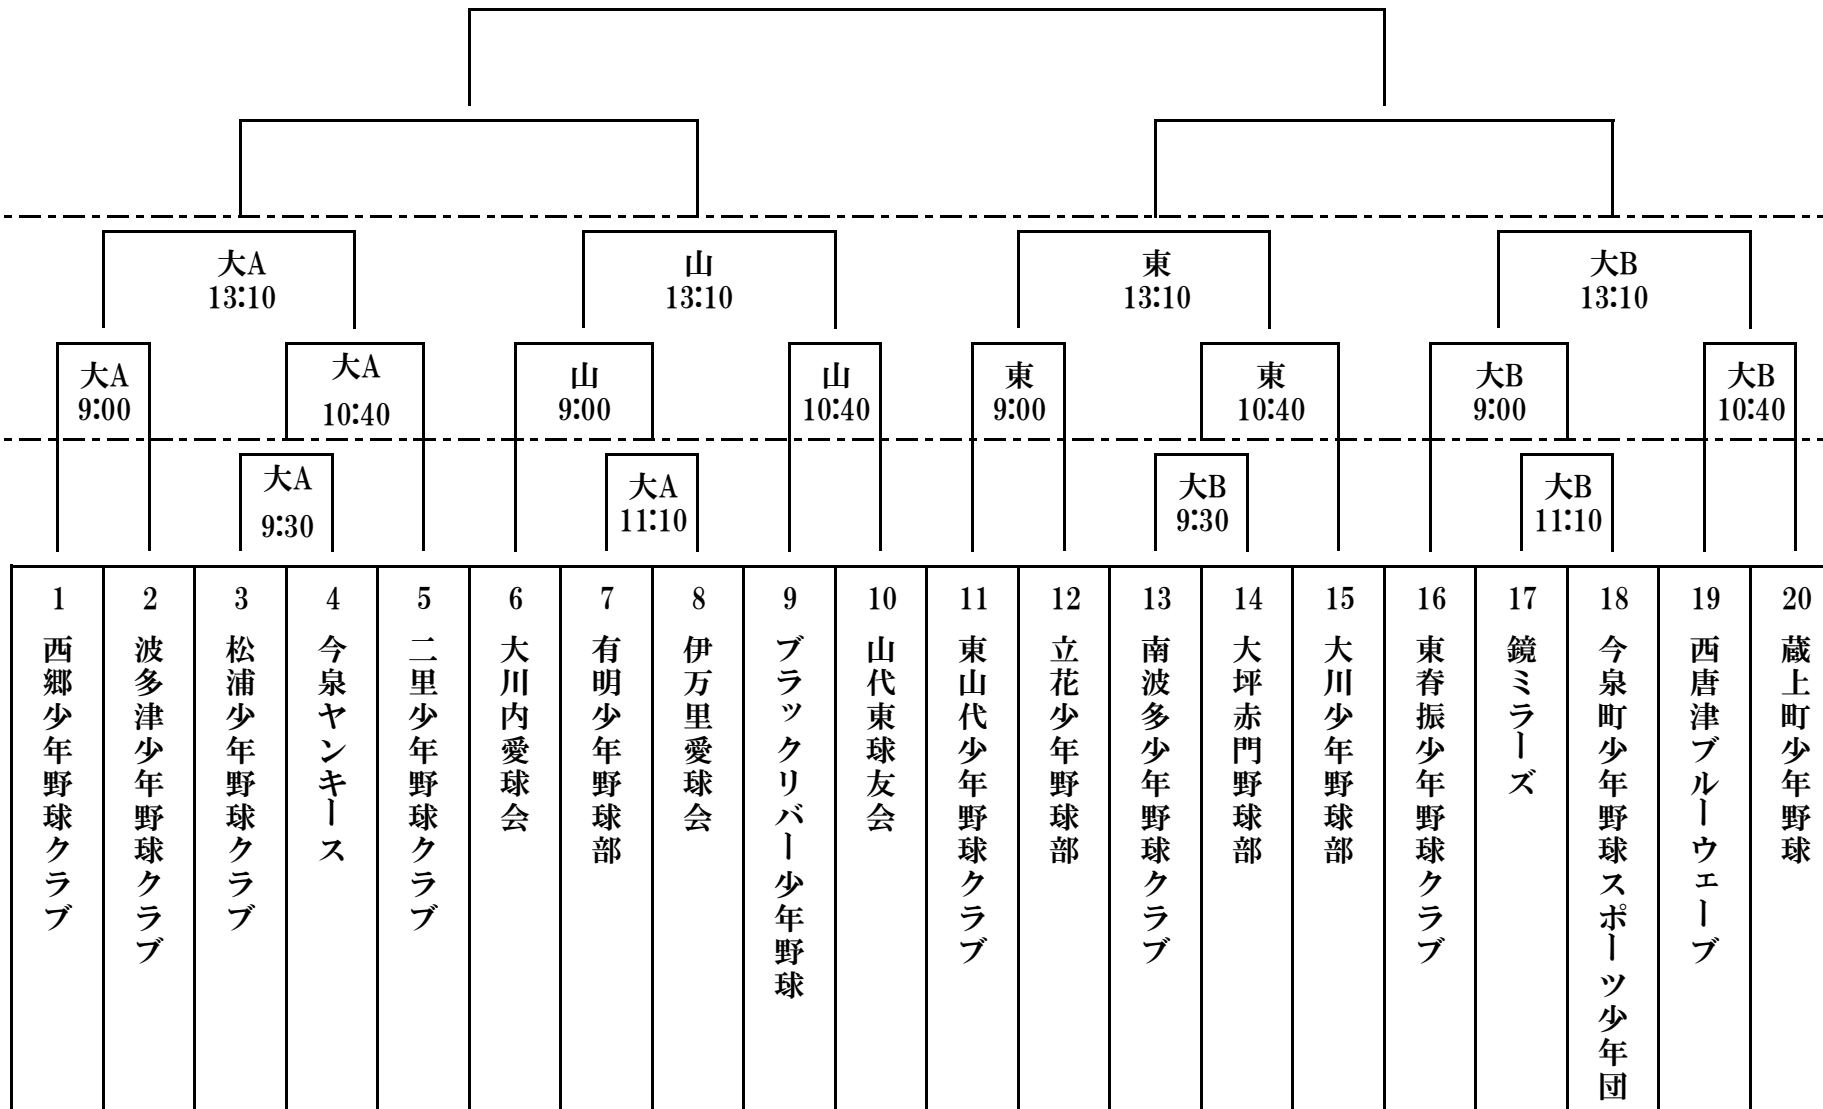 大A
13:10
山
13:10
東
13:10
大B
13:10
大A
9:00
大A
10:40
山
9:00
山
10:40
東
9:00
東
10:40
大B
9:00
大B
10:40
大A
9:30
大A
11:10
大B
9:30
大B
11:10
1
西郷少年野球クラブ
2
波多津少年野球クラブ
3
松浦少年野球クラブ
4
今泉ヤンキース
5
二里少年野球クラブ
6
大川内愛球会
7
有明少年野球部
8
伊万里愛球会
9
ブラックリバー少年野球
10
山代東球友会
11
東山代少年野球クラブ
12
立花少年野球部
13
南波多少年野球クラブ
14
大坪赤門野球部
15
大川少年野球部
16
東脊振少年野球クラブ
17
鏡ミラーズ
18
今泉町少年野球スポーツ少年団
19
西唐津ブルーウェーブ
20
蔵上町少年野球